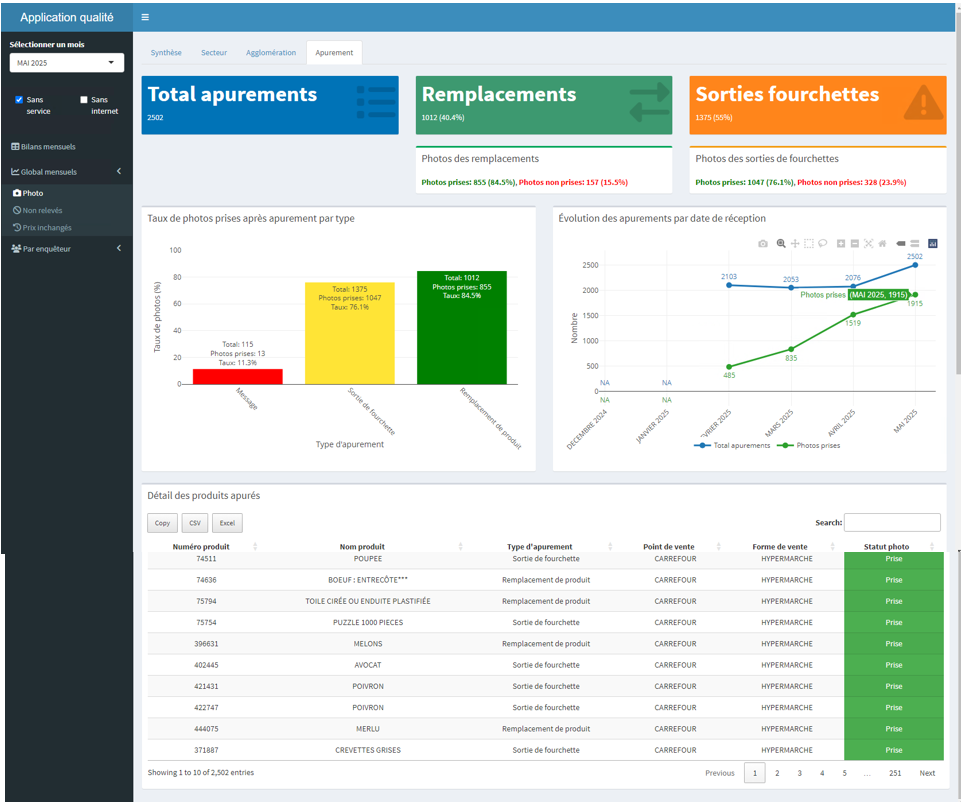 Application qualité
Sélectionner un mois
MAI 2025
Sans service
Sans internet
Bilans mensuels
Global mensuels
Photo
Non relevés
Prix inchangés
Par enquêteur
Synthèse Secteur Agglomération Apurement
Total apurements
2502
Remplacements
1012 (40.4%)
Sorties fourchettes
1375 (55%)
Photos des remplacements
Photos prises: 855 (84.5%), Photos non prises: 157 (15.5%)
Photos des sorties de fourchettes
Photos prises: 1047 (76.1%), Photos non prises: 328 (23.9%)
Taux de photos prises après apurement par type
Taux de photos (%)
100
80
60
40
20
0
Total: 115
Photos prises: 13
Taux: 11.3%
Total: 1375
Photos prises: 1047
Taux: 76.1%
Total: 1012
Photos prises: 855
Taux: 84.5%
Message
Sortie de fourchette
Remplacement de produit
Type d'apurement
Évolution des apurements par date de réception
Nombre
2500
2000
1500
1000
500
0
NA
NA
NA
NA
2103
2053
2076
2502
485
835
1519
1915
Photos prises (MAI 2025, 1915)
DECEMBRE 2024
JANVIER 2025
VRIER 2025
MARS 2025
AVRIL 2025
MAI 2025
Total apurements Photos prises
Détail des produits apurés
Copy CSV Excel
Search:
Numéro produit Nom produit Type d'apurement Point de vente Forme de vente Statut photo
74511 POUPEE Sortie de fourchette CARREFOUR HYPERMARCHE Prise
74636 BOEUF : ENTRECÔTE*** Remplacement de produit CARREFOUR HYPERMARCHE Prise
75794 TOILE CIRÉE OU ENDUITE PLASTIFIÉE Remplacement de produit CARREFOUR HYPERMARCHE Prise
75754 PUZZLE 1000 PIECES Sortie de fourchette CARREFOUR HYPERMARCHE Prise
396631 MELONS Remplacement de produit CARREFOUR HYPERMARCHE Prise
402445 AVOCAT Sortie de fourchette CARREFOUR HYPERMARCHE Prise
421431 POIVRON Sortie de fourchette CARREFOUR HYPERMARCHE Prise
422747 POIVRON Sortie de fourchette CARREFOUR HYPERMARCHE Prise
444075 MERLU Remplacement de produit CARREFOUR HYPERMARCHE Prise
371887 CREVETTES GRISES Sortie de fourchette CARREFOUR HYPERMARCHE Prise
Showing 1 to 10 of 2,502 entries
Previous 1 2 3 4 5 … 251 Next